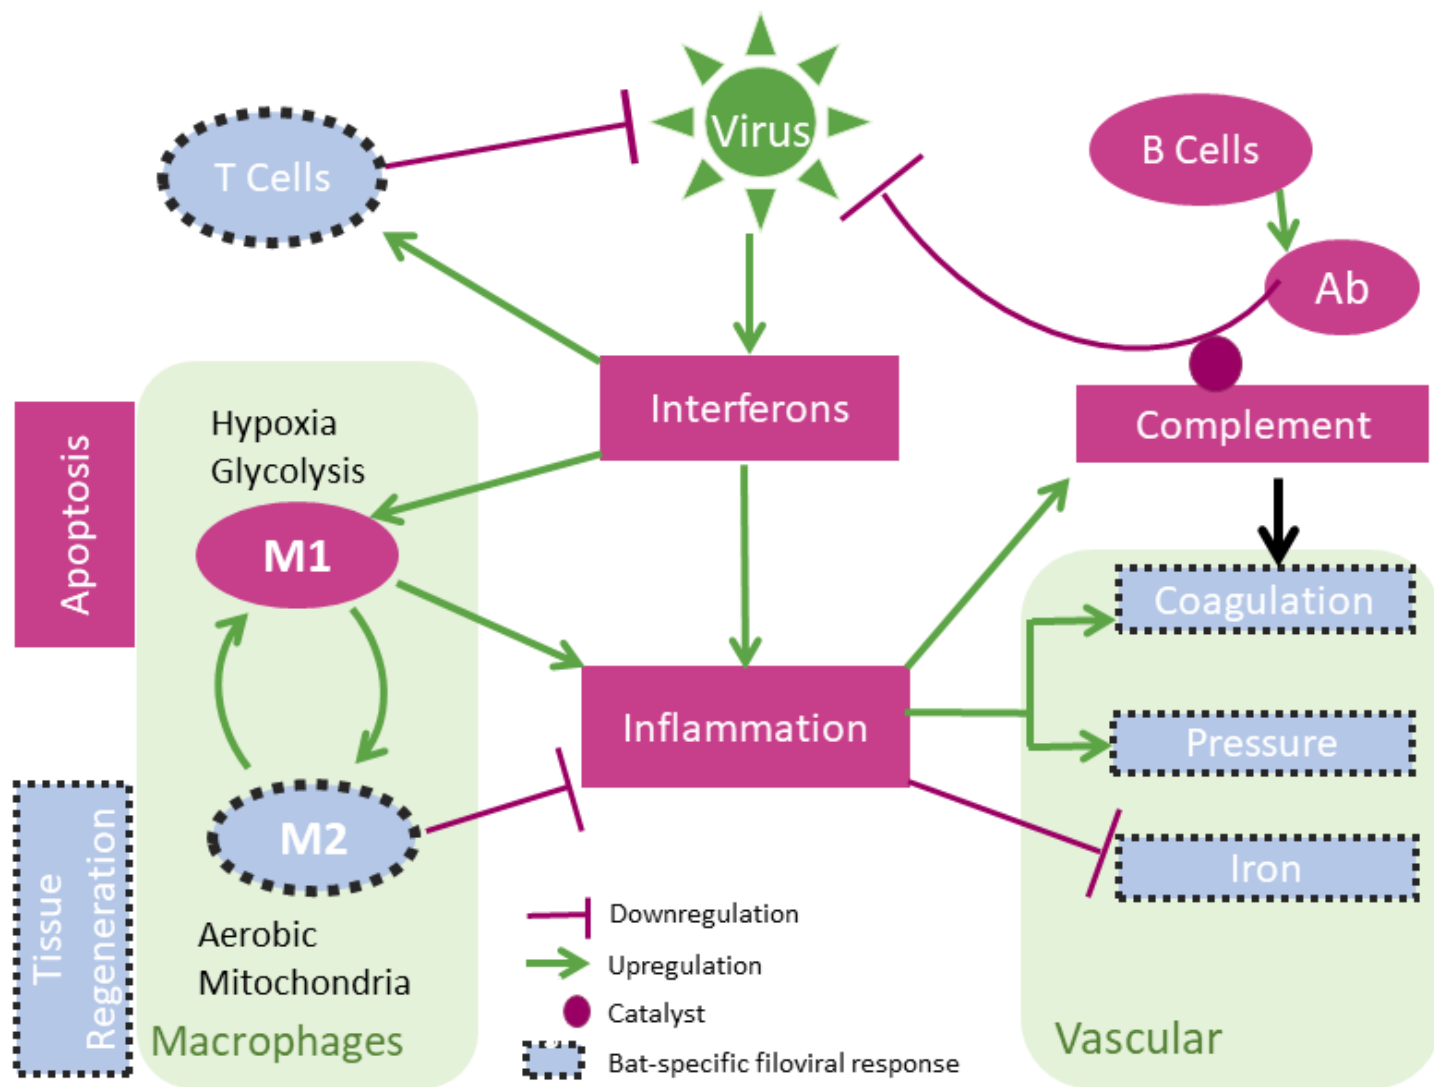 Virus
T Cells
B Cells
Ab
Interferons
Complement
Hypoxia
Glycolysis
Apoptosis
M1
Coagulation
Inflammation
Pressure
M2
Iron
Tissue
Regeneration
Aerobic
Mitochondria
Macrophages
Vascular
Downregulation
Upregulation
Catalyst
Bat-specific filoviral response